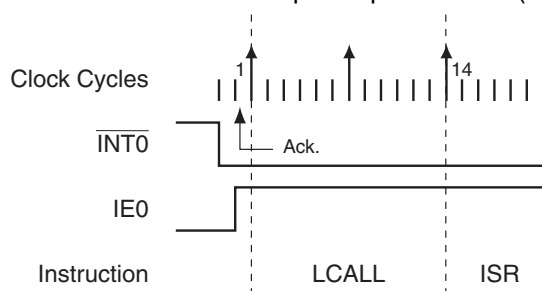 1
14
Clock Cycles
INT0
Ack.
IE0
Instruction LCALL ISR